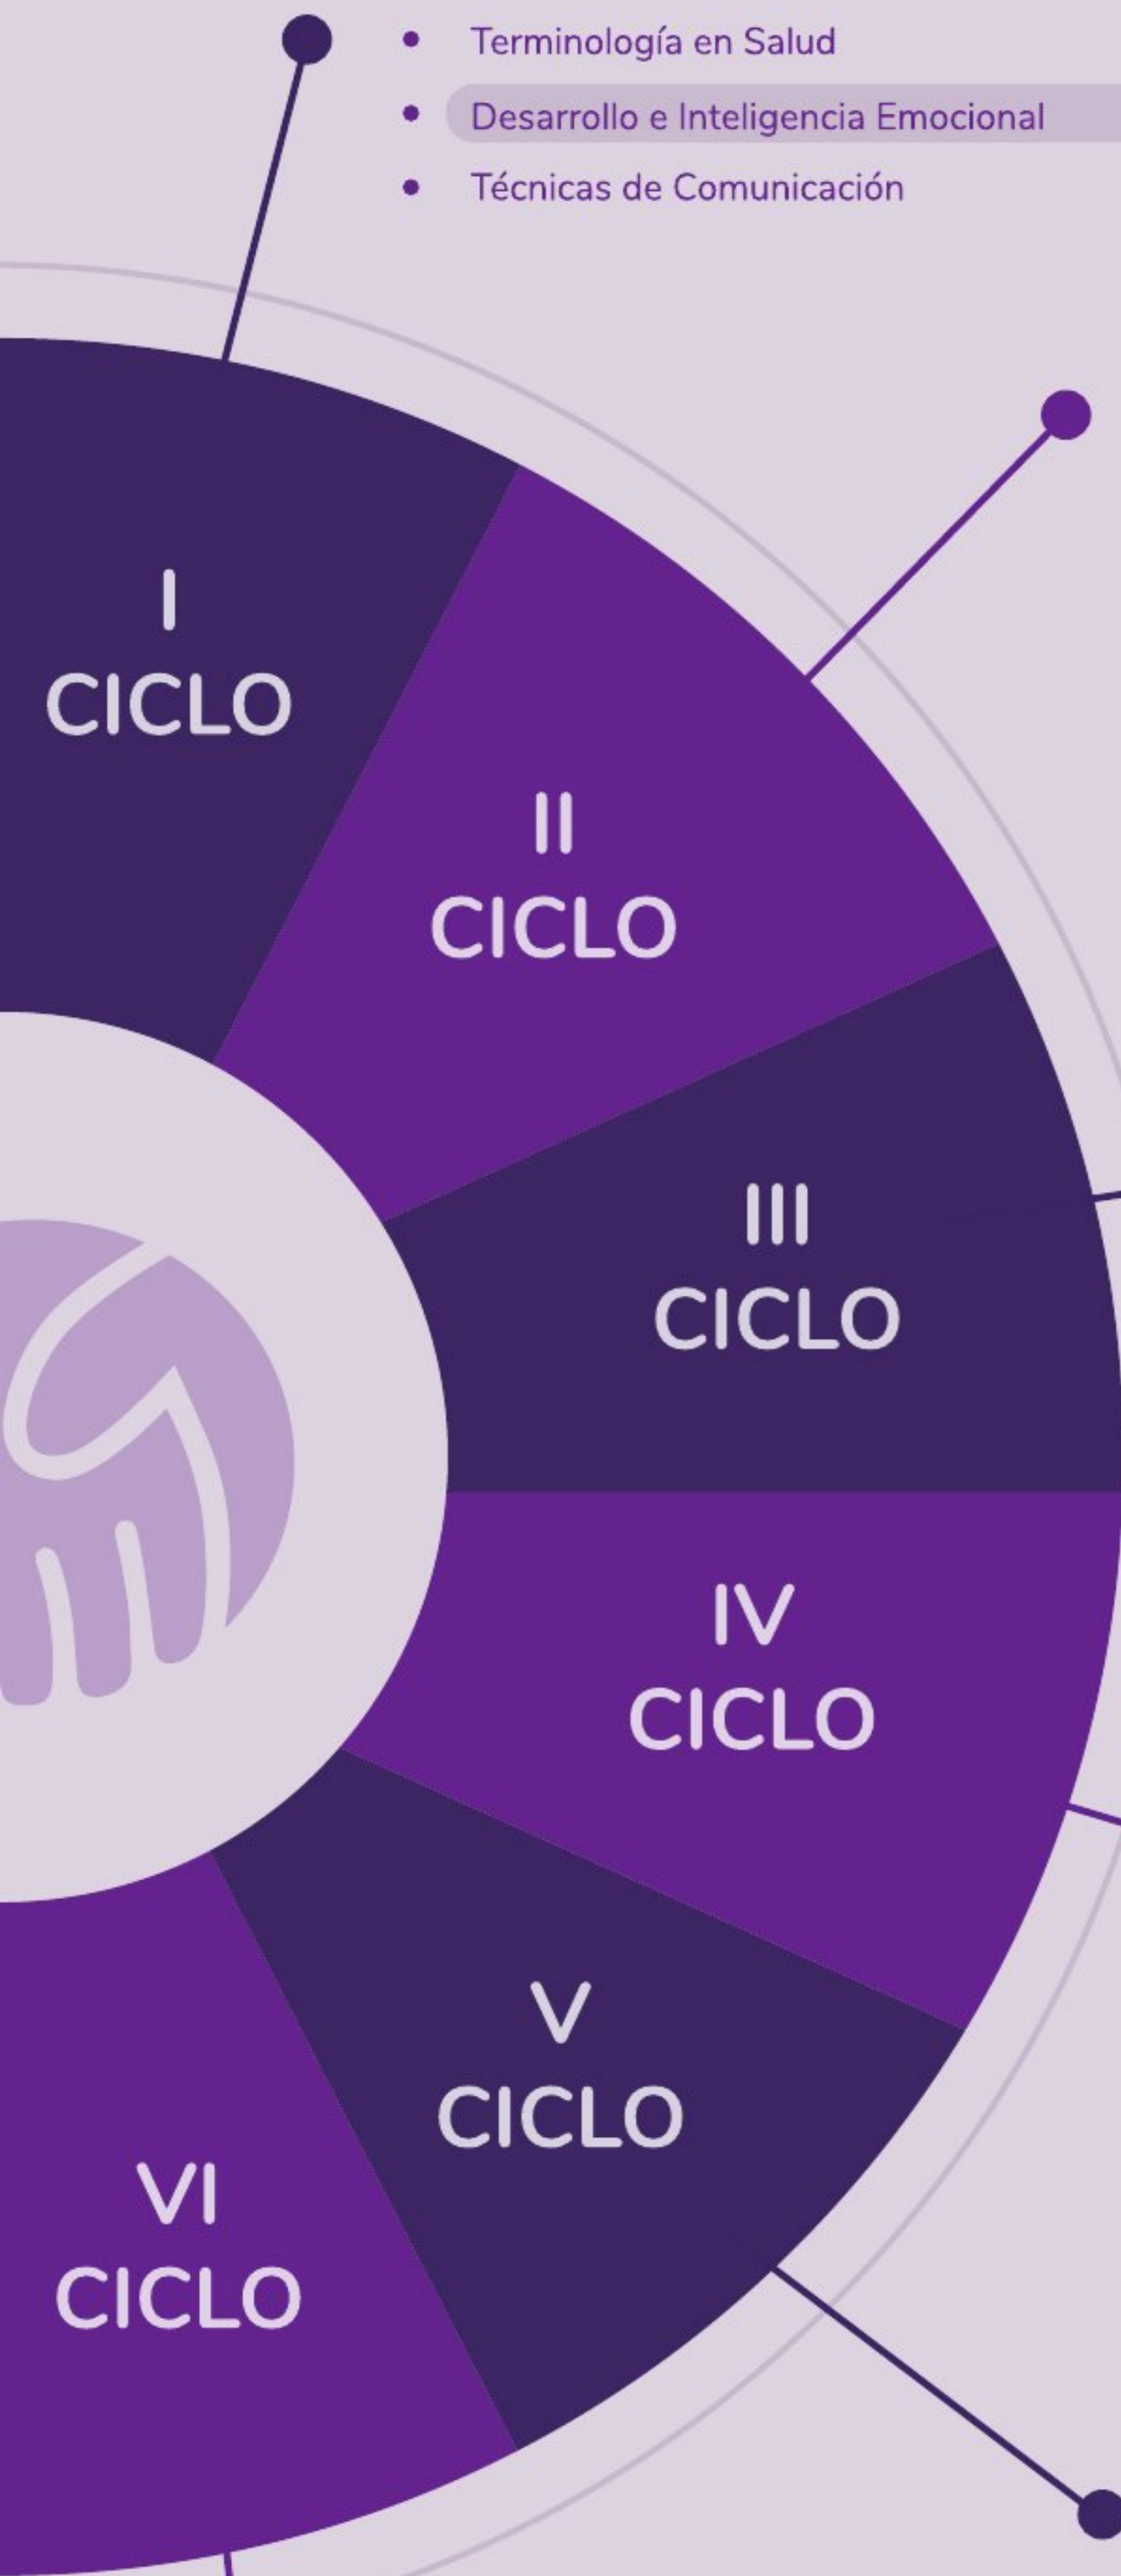 Terminología en Salud
Desarrollo e Inteligencia Emocional
Técnicas de Comunicación
I
CICLO
II
CICLO
III
CICLO
IV
CICLO
V
CICLO
VI
CICLO